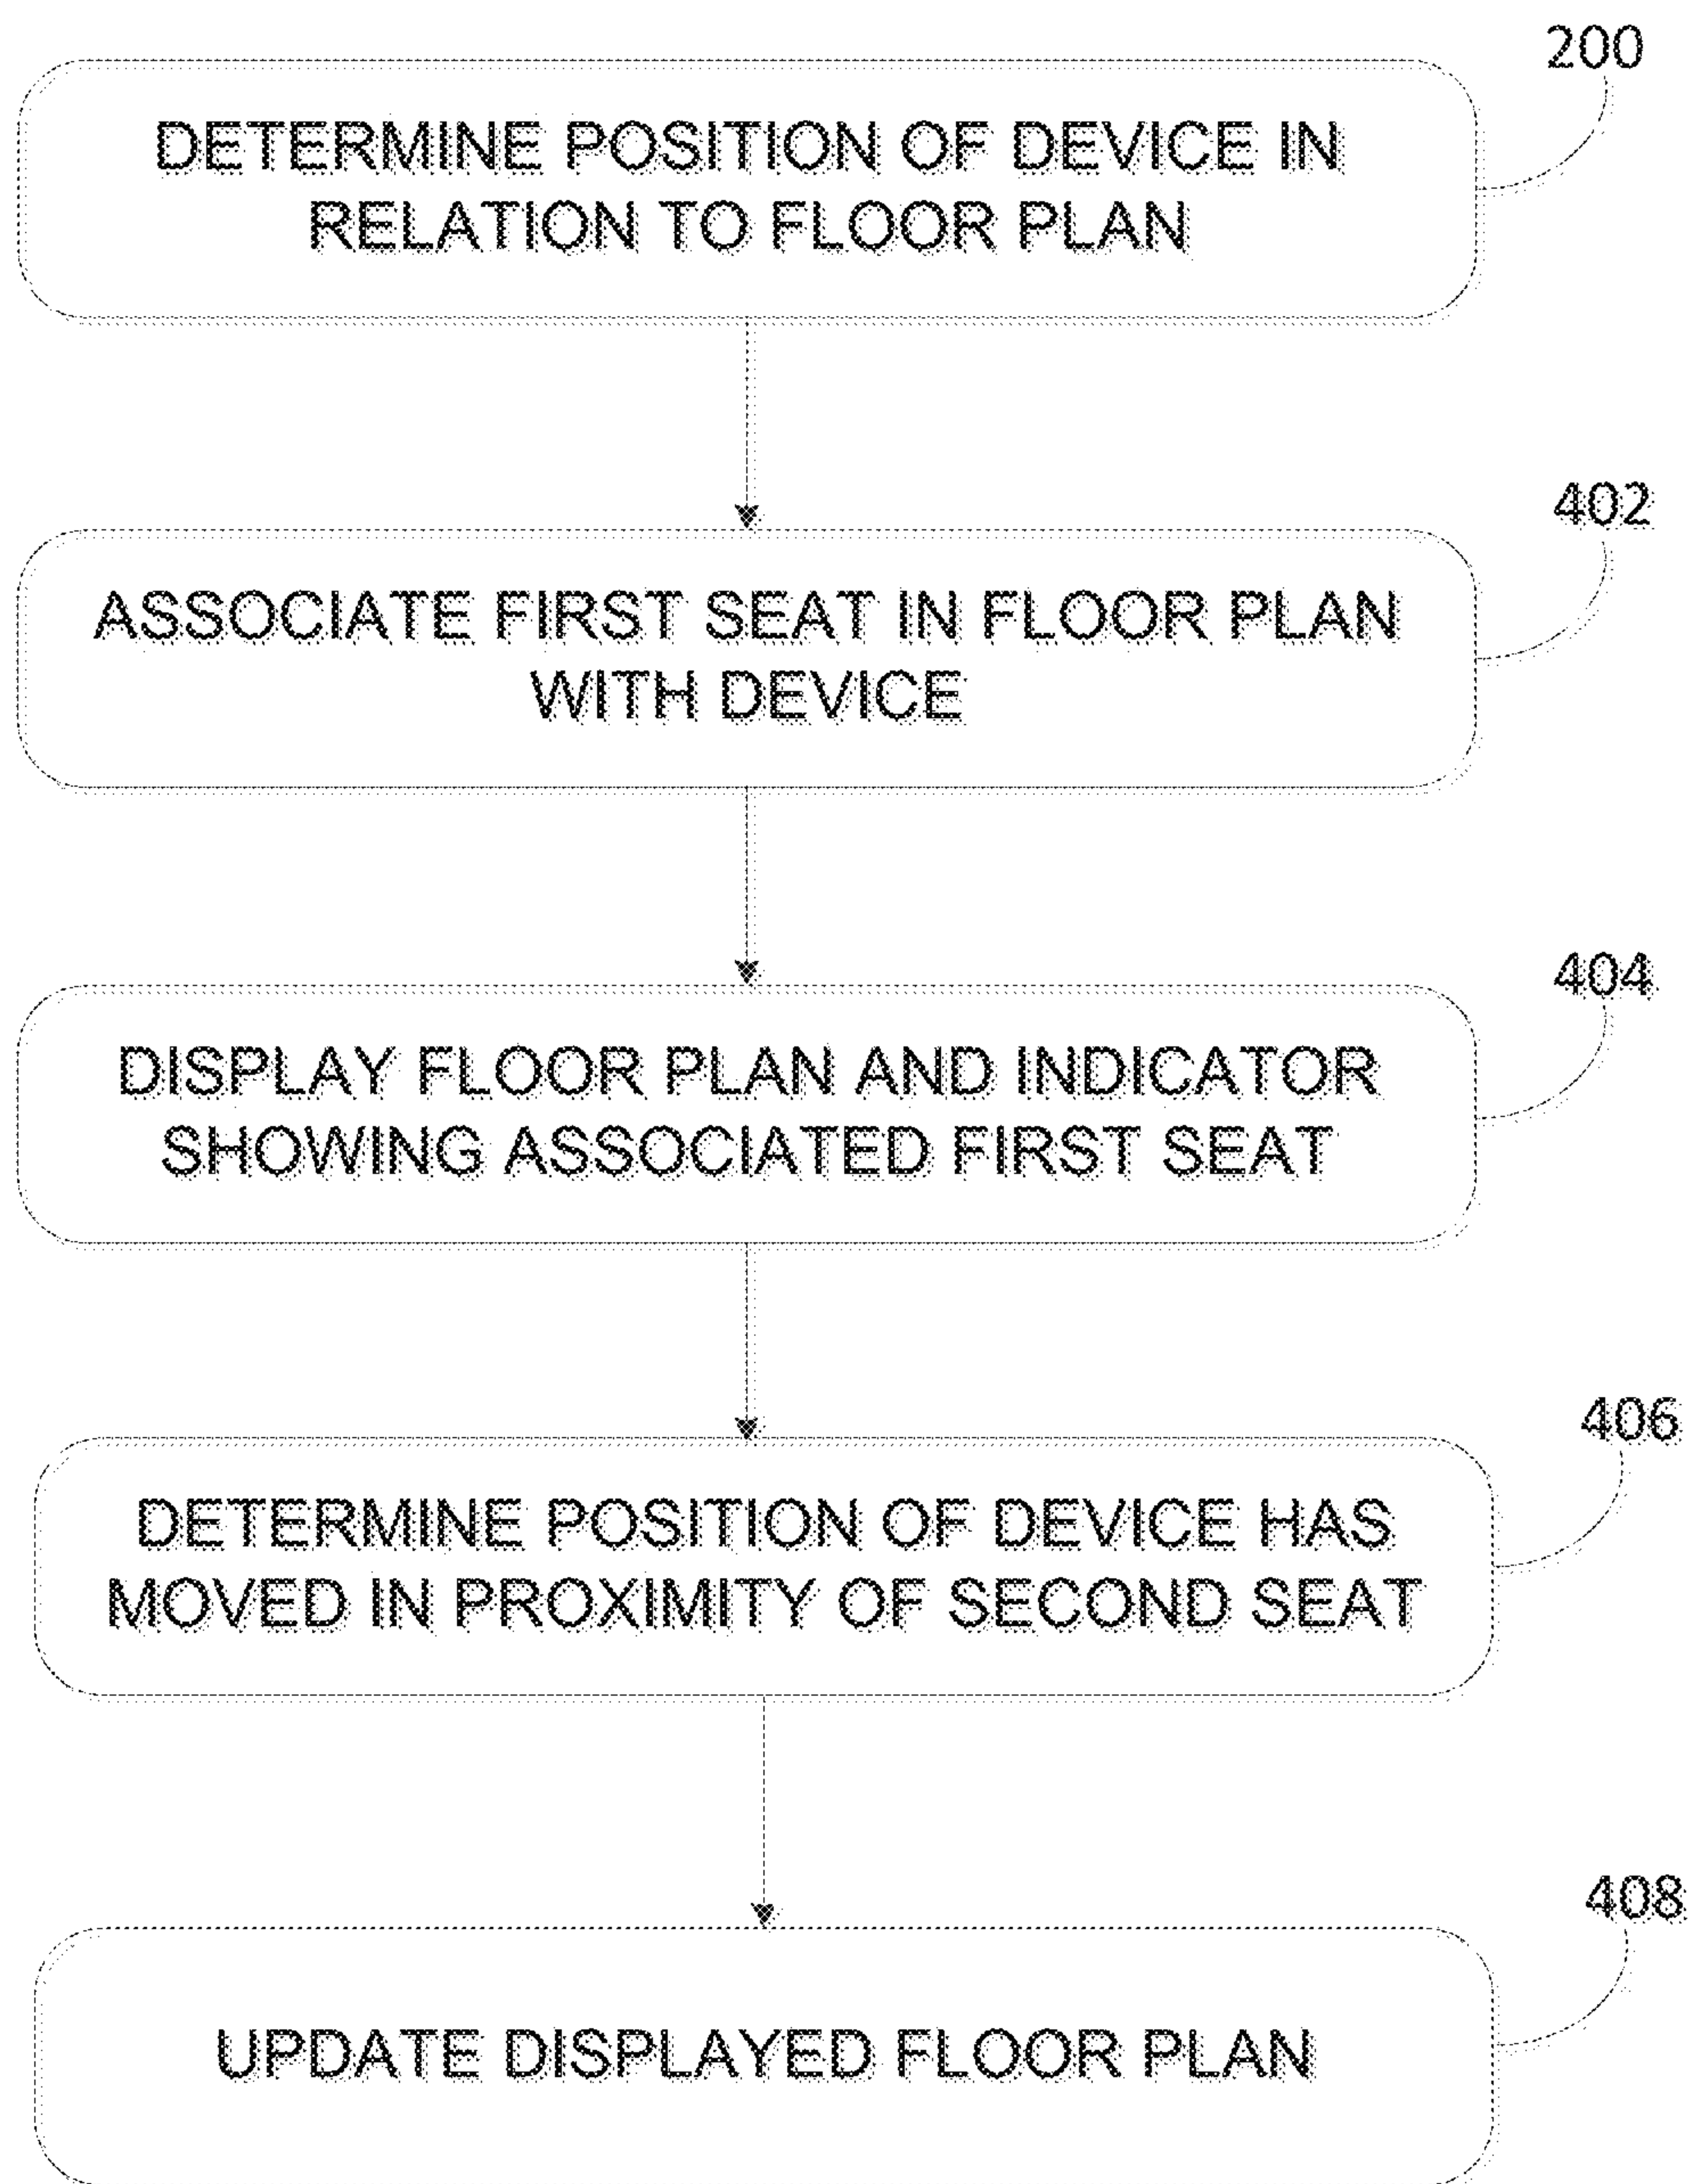 200
DETERMINE POSITION OF DEVICE IN
RELATION TO FLOOR PLAN
402
ASSOCIATE FIRST SEAT IN FLOOR PLAN
WITH DEVICE
404
DISPLAY FLOOR PLAN AND INDICATOR
SHOWING ASSOCIATED FIRST SEAT
406
DETERMINE POSITION OF DEVICE HAS
MOVED IN PROXIMITY OF SECOND SEAT
408
UPDATE DISPLAYED FLOOR PLAN